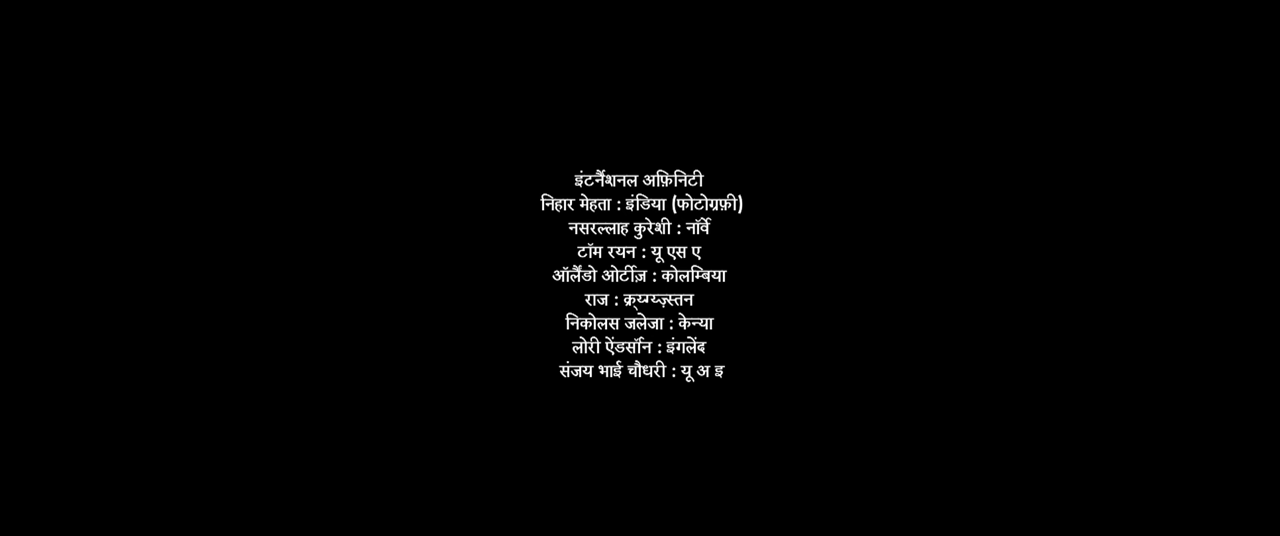 इंटर्नैशनल अफ़िनिटी
निहार मेहता : इंडिया (फोटोग्रफ़ी)
नसरल्लाह कुरेशी : नॉर्वे
टॉम रयन : यू एस ए
ऑर्लैंडो ओर्टीज़ : कोलम्बिया
राज : क्र्य्ग्य्ज़्स्तन
निकोलस जलेजा : केन्या
लोरी ऐंडर्सॉन : इंगलेंद
संजय भाई चौधरी : यू अ इ